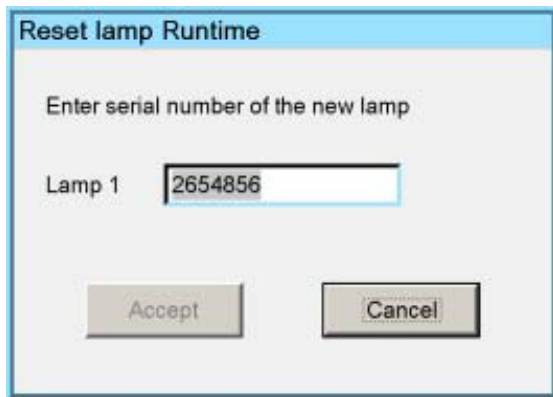 Reset lamp Runtime
Enter serial number of the new lamp
Lamp 1 2654856
Accept Cancel